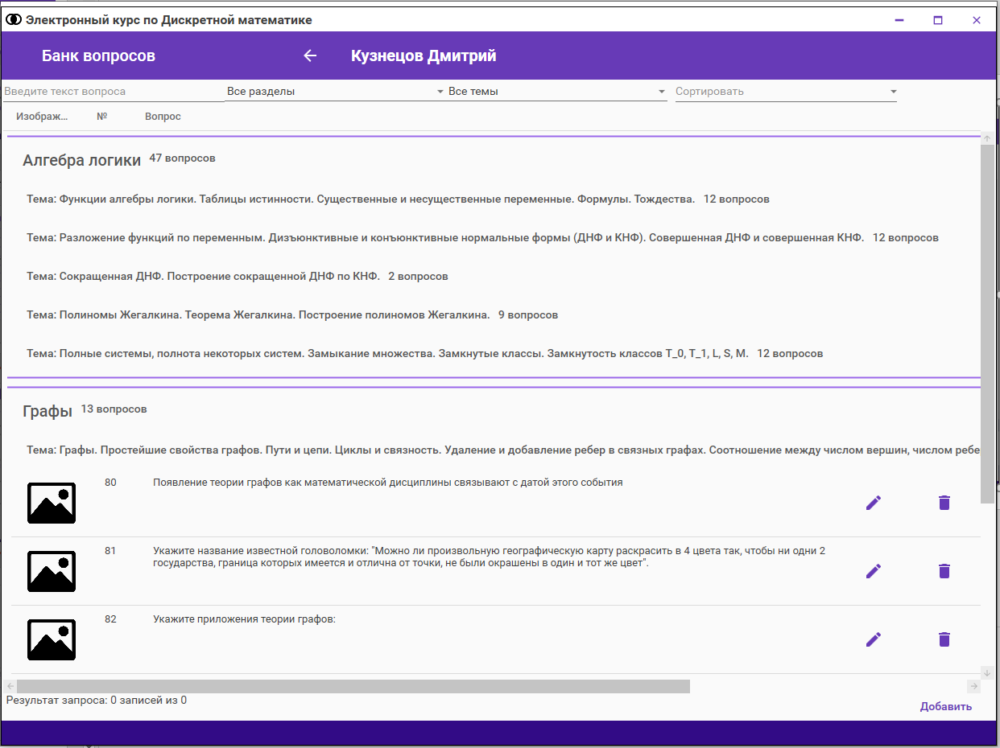 Электронный курс по Дискретной математике
Банк вопросов
Кузнецов Дмитрий
Введите текст вопроса
Все разделы
Все темы
Сортировать
Изображ...
№
Вопрос
Алгебра логики 47 вопросов
Тема: Функции алгебры логики. Таблицы истинности. Существенные и несущественные переменные. Формулы. Тождества. 12 вопросов
Тема: Разложение функций по переменным. Дизъюнктивные и конъюнктивные нормальные формы (ДНФ и КНФ). Совершенная ДНФ и совершенная КНФ. 12 вопросов
Тема: Сокращенная ДНФ. Построение сокращенной ДНФ по КНФ. 2 вопросов
Тема: Полиномы Жегалкина. Теорема Жегалкина. Построение полиномов Жегалкина. 9 вопросов
Тема: Полные системы, полнота некоторых систем. Замыкание множества. Замкнутые классы. Замкнутость классов T_0, T_1, L, S, M. 12 вопросов
Графы 13 вопросов
Тема: Графы. Простейшие свойства графов. Пути и цепи. Циклы и связность. Удаление и добавление ребер в связных графах. Соотношение между числом вершин, числом ребе
80 Появление теории графов как математической дисциплины связывают с датой этого события
81 Укажите название известной головоломки: "Можно ли произвольную географическую карту раскрасить в 4 цвета так, чтобы ни одни 2
государства, граница которых имеется и отлична от точки, не были окрашены в один и тот же цвет".
82 Укажите приложения теории графов:
Результат запроса: 0 записей из 0
Добавить